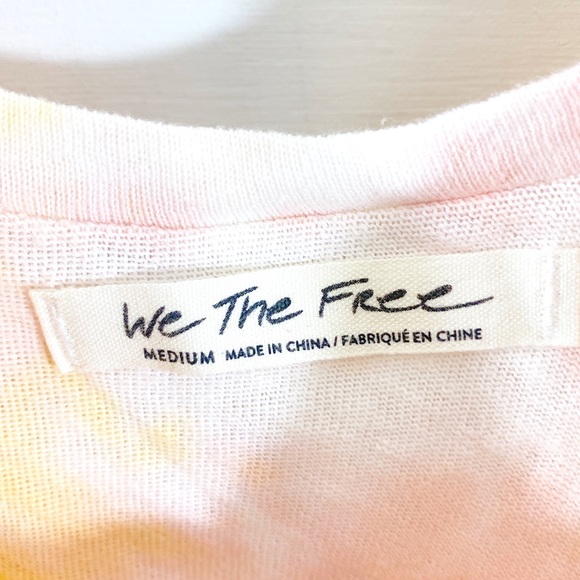 We The Free
MEDIUM MADE IN CHINA / FABRIQUÉ EN CHINE